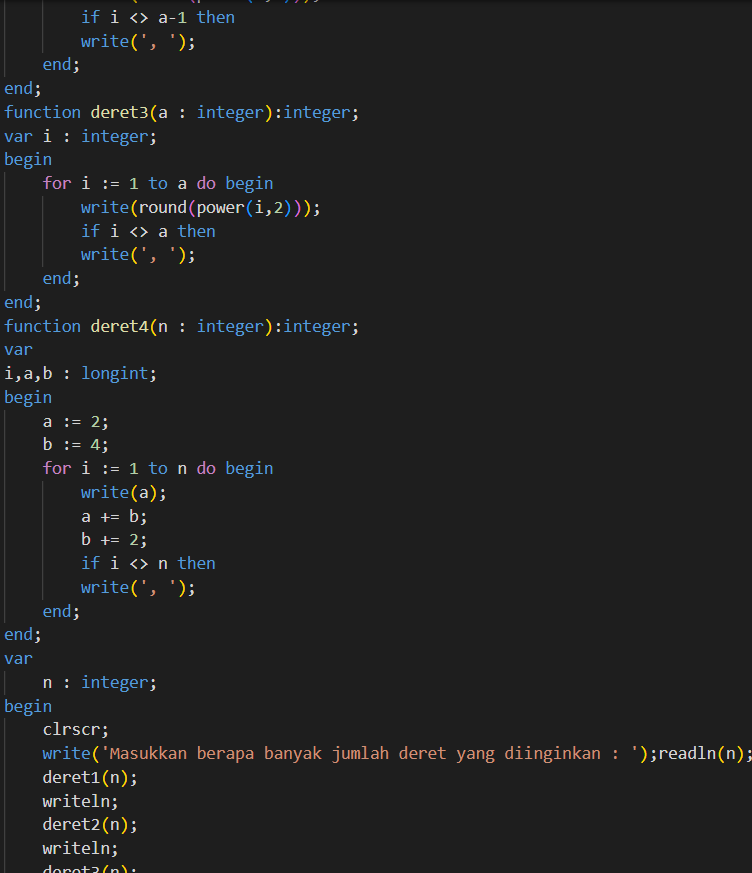 if i <> a-1 then
write(', ');
end;
end;
function deret3(a : integer):integer;
var i : integer;
begin
for i := 1 to a do begin
write(round(power(i,2)));
if i <> a then
write(', ');
end;
end;
function deret4(n : integer):integer;
var
i,a,b : longint;
begin
a := 2;
b := 4;
for i := 1 to n do begin
write(a);
a += b;
b += 2;
if i <> n then
write(', ');
end;
end;
var
n : integer;
begin
clrscr;
write('Masukkan berapa banyak jumlah deret yang diinginkan : ');readln(n);
deret1(n);
writeln;
deret2(n);
writeln;
deret3(n);